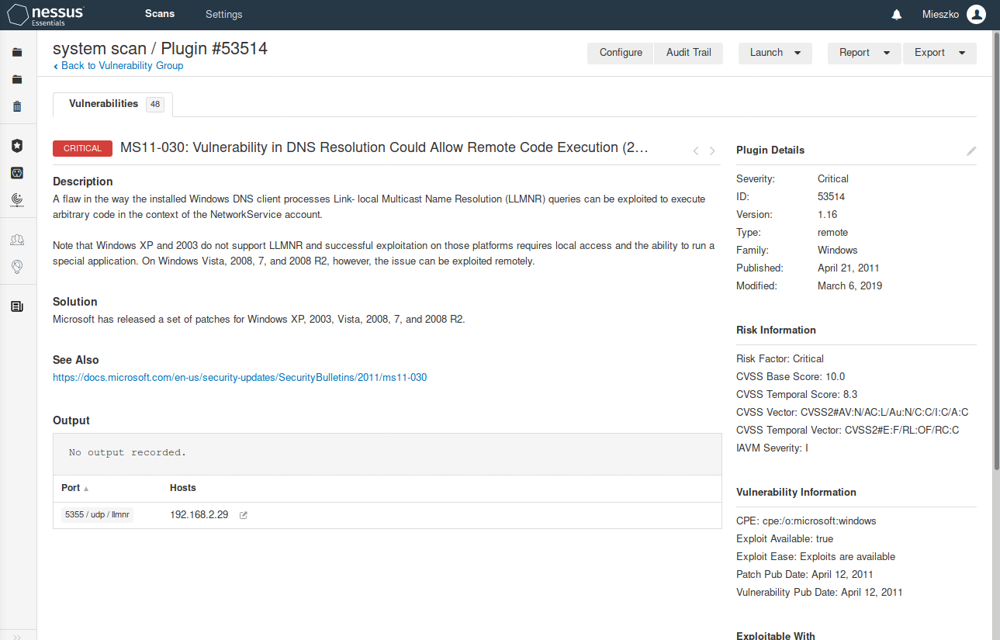 nessus
Essentials
Scans
Settings
Mieszko
system scan / Plugin #53514
‹ Back to Vulnerability Group
Configure
Audit Trail
Launch
Report
Export
Vulnerabilities 48
CRITICAL MS11-030: Vulnerability in DNS Resolution Could Allow Remote Code Execution (2…
Description
A flaw in the way the installed Windows DNS client processes Link- local Multicast Name Resolution (LLMNR) queries can be exploited to execute
arbitrary code in the context of the NetworkService account.
Note that Windows XP and 2003 do not support LLMNR and successful exploitation on those platforms requires local access and the ability to run a
special application. On Windows Vista, 2008, 7, and 2008 R2, however, the issue can be exploited remotely.
Solution
Microsoft has released a set of patches for Windows XP, 2003, Vista, 2008, 7, and 2008 R2.
See Also
https://docs.microsoft.com/en-us/security-updates/SecurityBulletins/2011/ms11-030
Output
No output recorded.
Port ▲ Hosts
5355 / udp / llmnr 192.168.2.29
Plugin Details
Severity: Critical
ID: 53514
Version: 1.16
Type: remote
Family: Windows
Published: April 21, 2011
Modified: March 6, 2019
Risk Information
Risk Factor: Critical
CVSS Base Score: 10.0
CVSS Temporal Score: 8.3
CVSS Vector: CVSS2#AV:N/AC:L/Au:N/C:C/I:C/A:C
CVSS Temporal Vector: CVSS2#E:F/RL:OF/RC:C
IAVM Severity: I
Vulnerability Information
CPE: cpe:/o:microsoft:windows
Exploit Available: true
Exploit Ease: Exploits are available
Patch Pub Date: April 12, 2011
Vulnerability Pub Date: April 12, 2011
Exploitable With